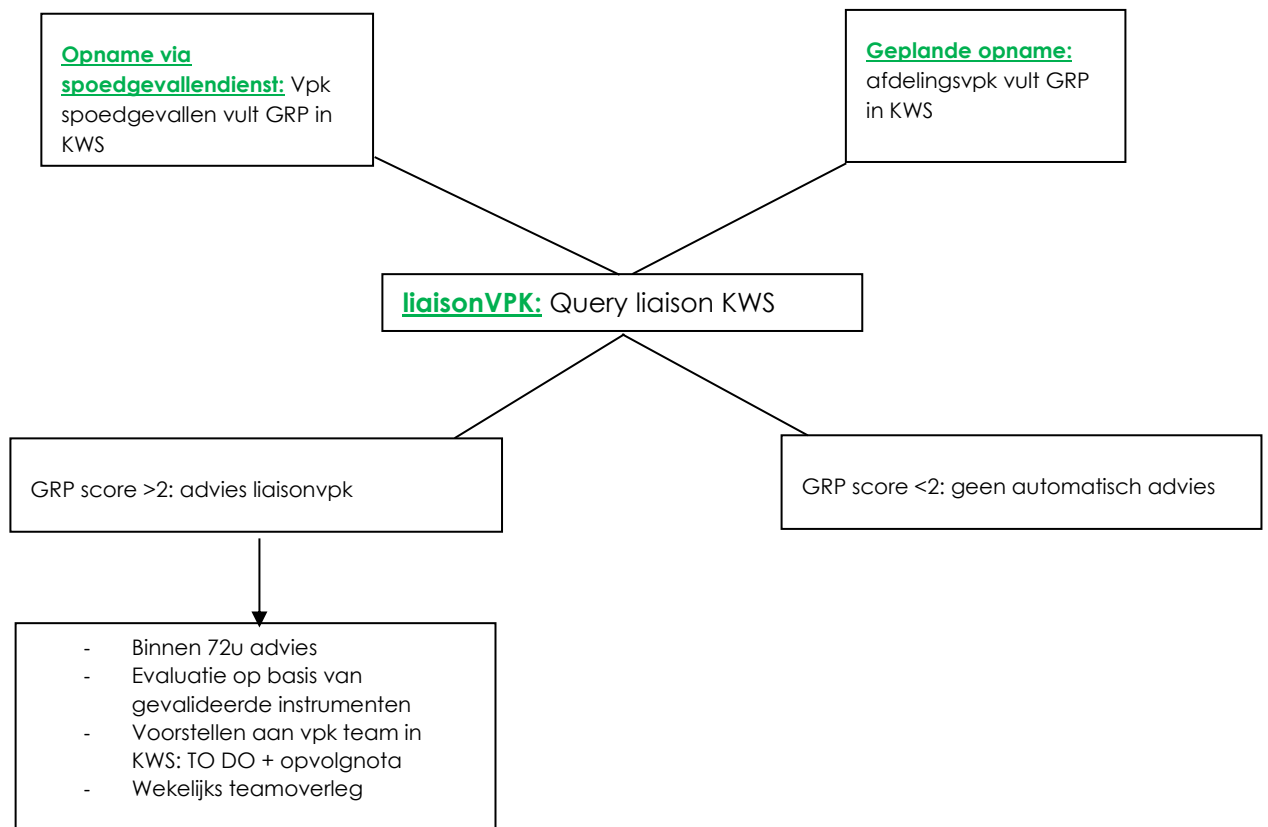 Opname via
spoedgevallendienst: Vpk
spoedgevallen vult GRP in
KWS
Geplande opname:
afdelingsvpk vult GRP
in KWS
liaisonVPK: Query liaison KWS
GRP score >2: advies liaisonvpk
GRP score <2: geen automatisch advies
- Binnen 72u advies
- Evaluatie op basis van
gevalideerde instrumenten
- Voorstellen aan vpk team in
KWS: TO DO + opvolgnota
- Wekelijks teamoverleg